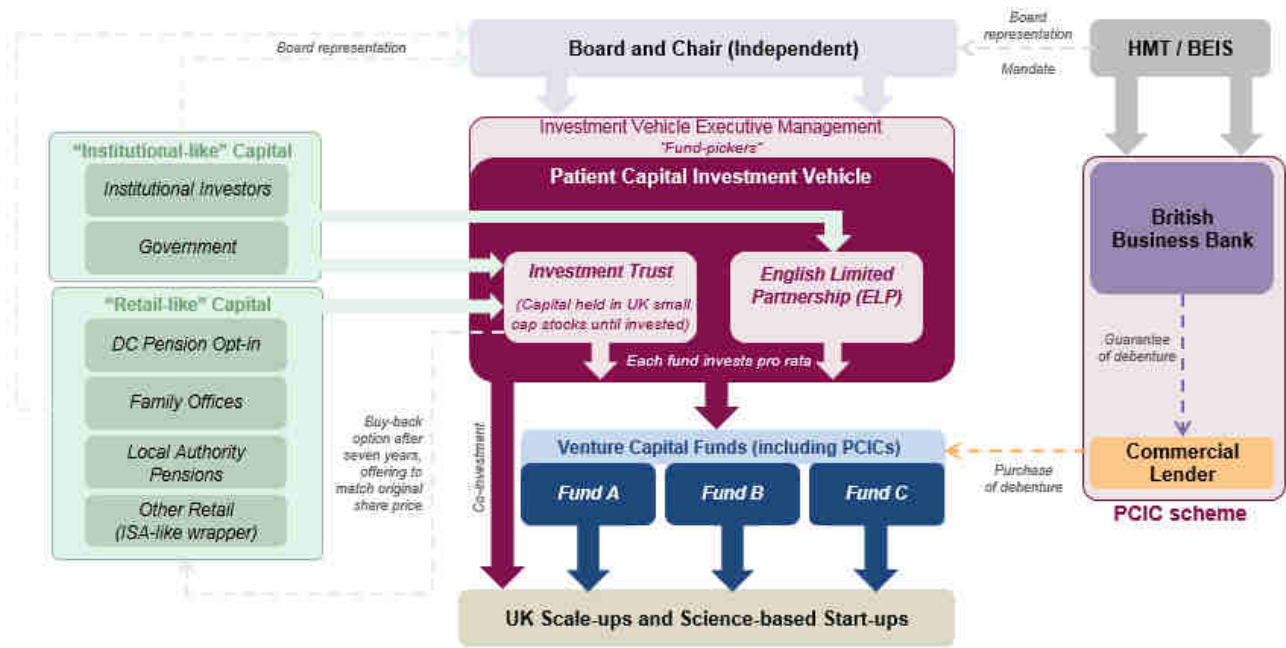 Board representation
Board and Chair (Independent)
Board
representation
Mandate
HMT / BEIS
Investment Vehicle Executive Management
"Fund-pickers"
Patient Capital Investment Vehicle
"Institutional-like" Capital
Institutional Investors
Government
Investment Trust
(Capital held in UK small
cap stocks until invested)
English Limited
Partnership (ELP)
Each fund invests pro rata
"Retail-like" Capital
DC Pension Opt-in
Family Offices
Local Authority
Pensions
Other Retail
(ISA-like wrapper)
Buy-back
option after
seven years,
offering to
match original
share price
Co-investment
Venture Capital Funds (including PCICs)
Fund A
Fund B
Fund C
UK Scale-ups and Science-based Start-ups
British
Business Bank
Guarantee
of debenture
Purchase
of debenture
Commercial
Lender
PCIC scheme